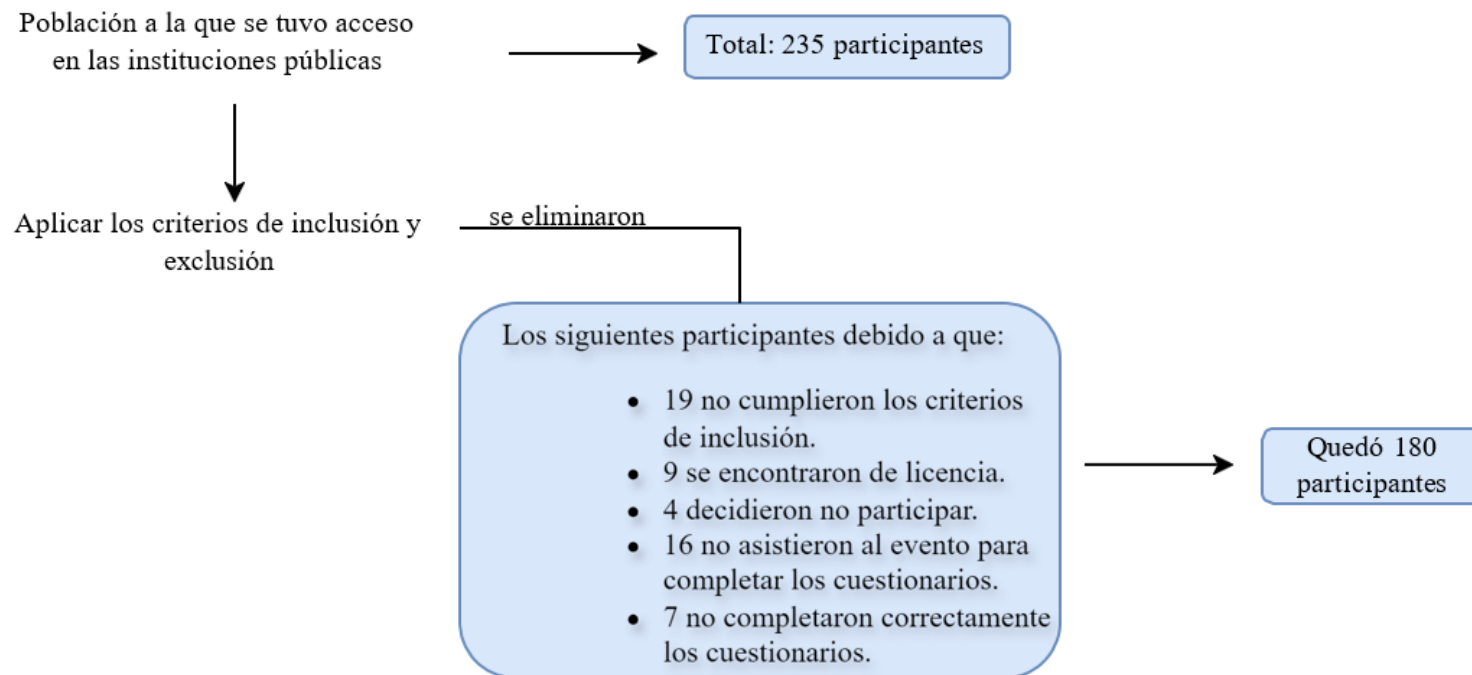 Población a la que se tuvo acceso
en las instituciones públicas
Total: 235 participantes
Aplicar los criterios de inclusión y
exclusión
se eliminaron
Los siguientes participantes debido a que:
• 19 no cumplieron los criterios
de inclusión.
• 9 se encontraron de licencia.
• 4 decidieron no participar.
• 16 no asistieron al evento para
completar los cuestionarios.
• 7 no completaron correctamente
los cuestionarios.
Quedó 180
participantes